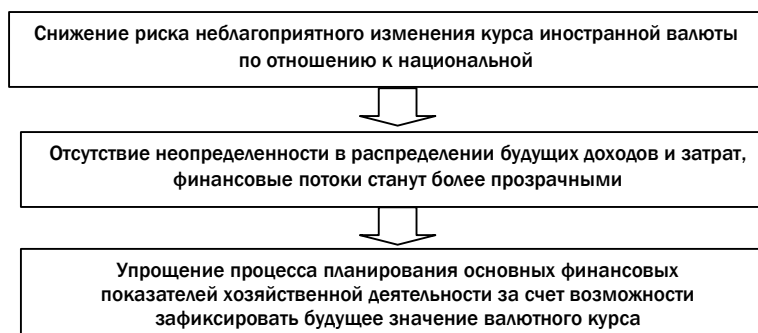 Снижение риска неблагоприятного изменения курса иностранной валюты
по отношению к национальной
Отсутствие неопределенности в распределении будущих доходов и затрат,
финансовые потоки станут более прозрачными
Упрощение процесса планирования основных финансовых
показателей хозяйственной деятельности за счет возможности
зафиксировать будущее значение валютного курса